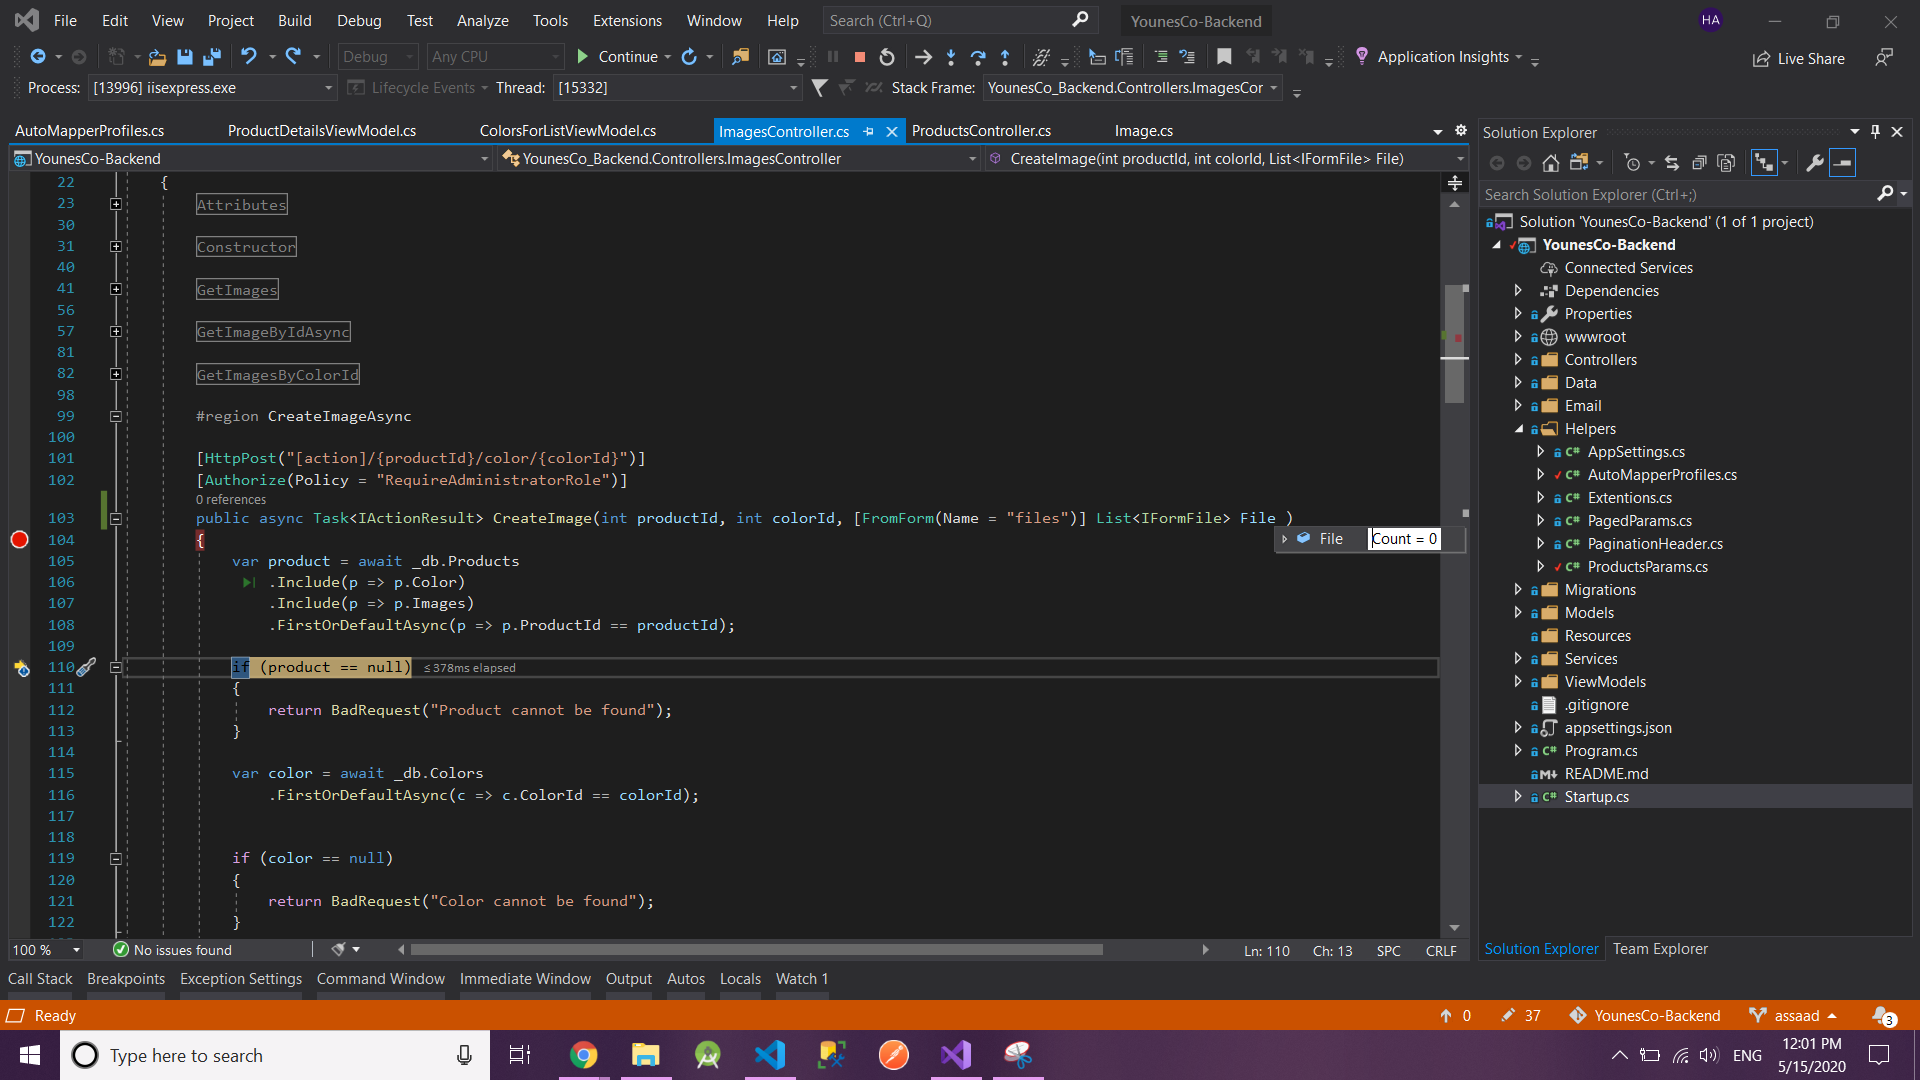 File Edit View Project Build Debug Test Analyze Tools Extensions Window Help Search (Ctrl+Q) YounesCo-Backend HA
Debug Any CPU Continue Application Insights Live Share
Process: [13996] iisexpress.exe Lifecycle Events Thread: [15332] Stack Frame: YounesCo_Backend.Controllers.ImagesCor
AutoMapperProfiles.cs ProductDetailsViewModel.cs ColorsForListViewModel.cs ImagesController.cs ProductsController.cs Image.cs
YounesCo-Backend YounesCo_Backend.Controllers.ImagesController CreateImage(int productId, int colorId, List<IFormFile> File)
22 {
23 Attributes
30
31 Constructor
40
41 GetImages
56
57 GetImageByIdAsync
81
82 GetImagesByColorId
98
99 #region CreateImageAsync
100
101 [HttpPost("[action]/{productId}/color/{colorId}")]
102 [Authorize(Policy = "RequireAdministratorRole")]
0 references
103 public async Task<IActionResult> CreateImage(int productId, int colorId, [FromForm(Name = "files")] List<IFormFile> File )
104 {
File Count = 0
105 var product = await _db.Products
106 .Include(p => p.Color)
107 .Include(p => p.Images)
108 .FirstOrDefaultAsync(p => p.ProductId == productId);
109
110 if (product == null) ≤ 378ms elapsed
111 {
112 return BadRequest("Product cannot be found");
113 }
114
115 var color = await _db.Colors
116 .FirstOrDefaultAsync(c => c.ColorId == colorId);
117
118
119 if (color == null)
120 {
121 return BadRequest("Color cannot be found");
122 }
100 % No issues found Ln: 110 Ch: 13 SPC CRLF
Solution Explorer
Search Solution Explorer (Ctrl+;)
Solution 'YounesCo-Backend' (1 of 1 project)
YounesCo-Backend
Connected Services
Dependencies
Properties
wwwroot
Controllers
Data
Email
Helpers
C# AppSettings.cs
C# AutoMapperProfiles.cs
C# Extentions.cs
C# PagedParams.cs
C# PaginationHeader.cs
C# ProductsParams.cs
Migrations
Models
Resources
Services
ViewModels
.gitignore
appsettings.json
C# Program.cs
M↓ README.md
C# Startup.cs
Solution Explorer Team Explorer
Call Stack Breakpoints Exception Settings Command Window Immediate Window Output Autos Locals Watch 1
Ready 0 37 YounesCo-Backend assaad 3
Type here to search ENG 12:01 PM
5/15/2020